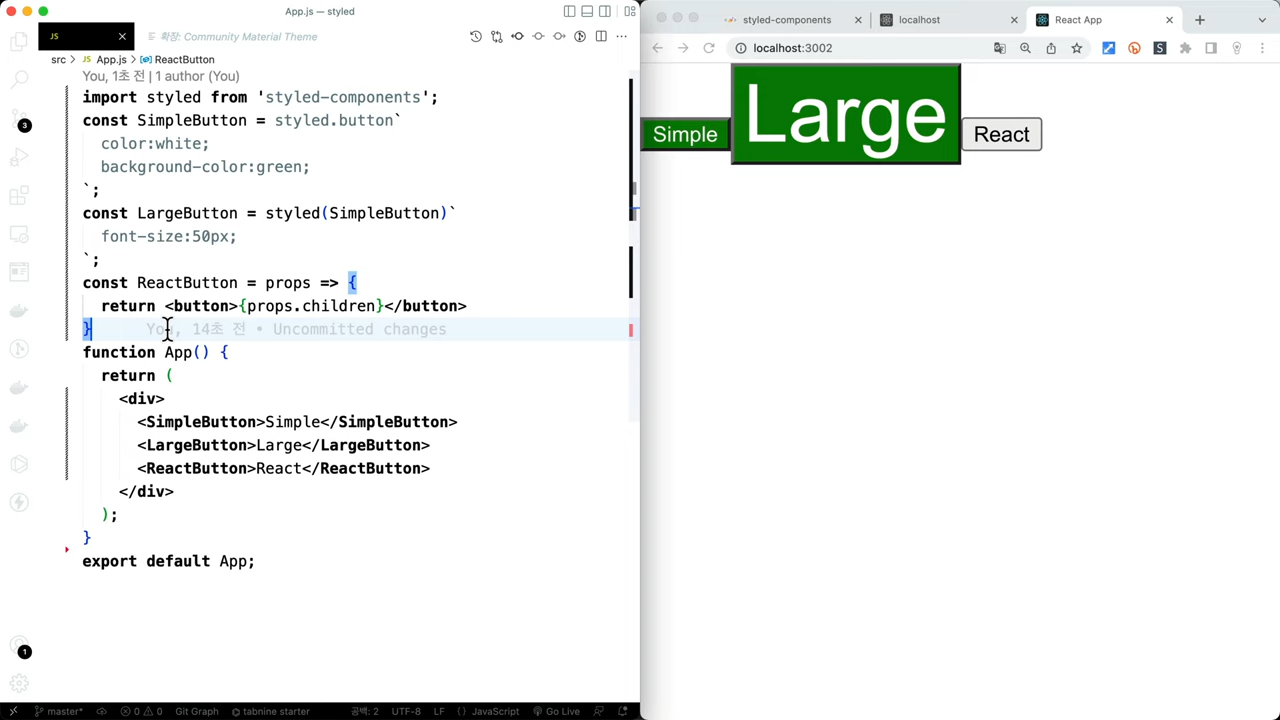 App.js — styled
JS
확장: Community Material Theme
src > JS App.js > ReactButton
You, 1초 전 | 1 author (You)
import styled from 'styled-components';
const SimpleButton = styled.button`
color:white;
background-color:green;
`;
const LargeButton = styled(SimpleButton)`
font-size:50px;
`;
const ReactButton = props => {
return <button>{props.children}</button>
} You, 14초 전 • Uncommitted changes
function App() {
return (
<div>
<SimpleButton>Simple</SimpleButton>
<LargeButton>Large</LargeButton>
<ReactButton>React</ReactButton>
</div>
);
}
export default App;
3
1
master*
0 0
Git Graph
tabnine starter
공백: 2
UTF-8
LF
{} JavaScript
Go Live
styled-components
localhost
React App
localhost:3002
S
Simple
Large
React